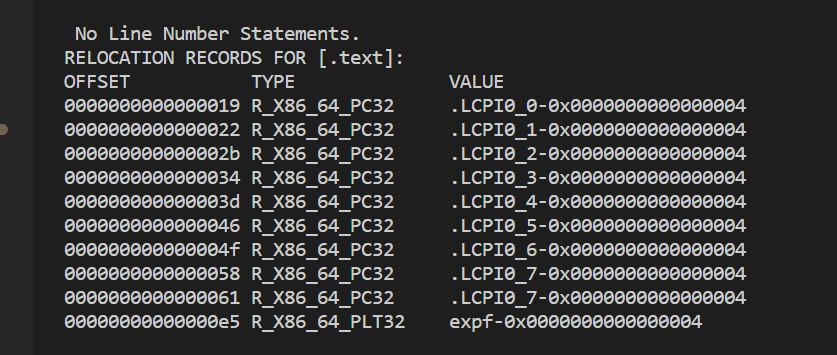 No Line Number Statements.
RELOCATION RECORDS FOR [.text]:
OFFSET           TYPE              VALUE
0000000000000019 R_X86_64_PC32     .LCPI0_0-0x0000000000000004
0000000000000022 R_X86_64_PC32     .LCPI0_1-0x0000000000000004
000000000000002b R_X86_64_PC32     .LCPI0_2-0x0000000000000004
0000000000000034 R_X86_64_PC32     .LCPI0_3-0x0000000000000004
000000000000003d R_X86_64_PC32     .LCPI0_4-0x0000000000000004
0000000000000046 R_X86_64_PC32     .LCPI0_5-0x0000000000000004
000000000000004f R_X86_64_PC32     .LCPI0_6-0x0000000000000004
0000000000000058 R_X86_64_PC32     .LCPI0_7-0x0000000000000004
0000000000000061 R_X86_64_PC32     .LCPI0_7-0x0000000000000004
00000000000000e5 R_X86_64_PLT32    expf-0x0000000000000004